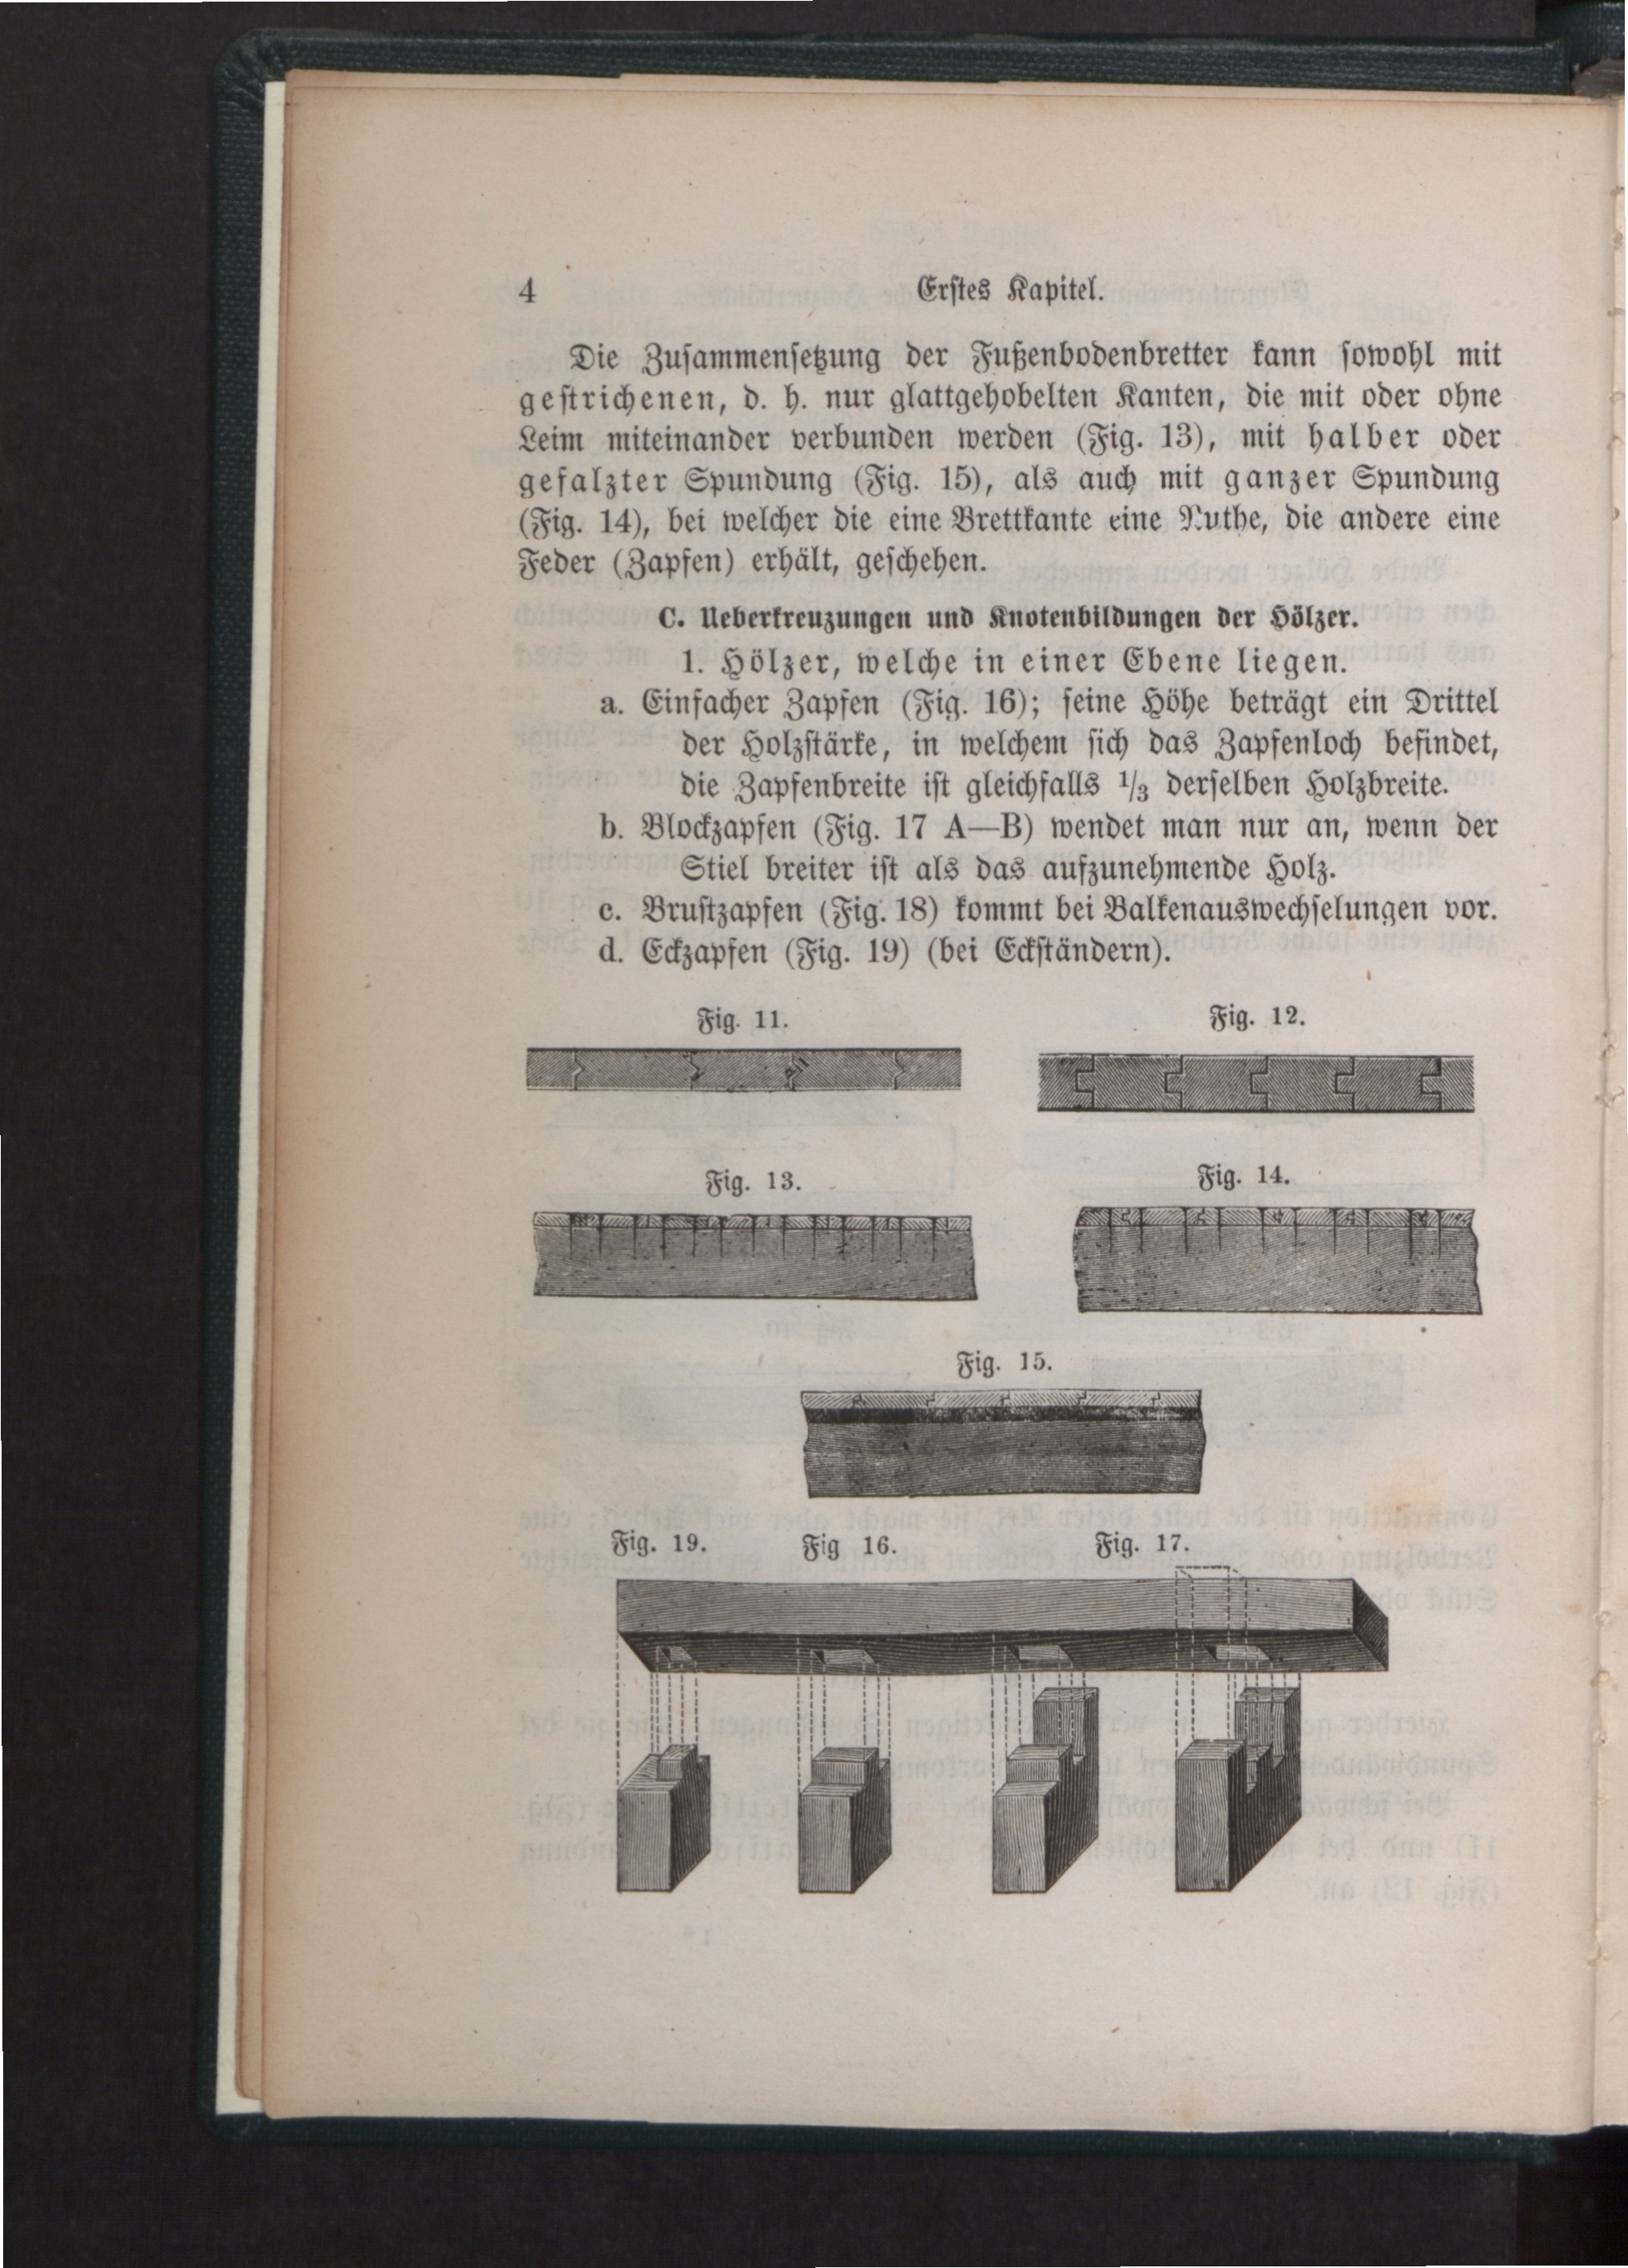 4 Erstes Kapitel.
Die Zusammensetzung der Fußenbodenbretter kann sowohl mit
gestrichenen, d. h. nur glattgehobelten Kanten, die mit oder ohne
Leim miteinander verbunden werden (Fig. 13), mit halber oder
gefalzter Spundung (Fig. 15), als auch mit ganzer Spundung
(Fig. 14), bei welcher die eine Brettkante eine Nuthe, die andere eine
Feder (Zapfen) erhält, geschehen.
C. Ueberkreuzungen und Knotenbildungen der Hölzer.
1. Hölzer, welche in einer Ebene liegen.
a. Einfacher Zapfen (Fig. 16); seine Höhe beträgt ein Drittel
der Holzstärke, in welchem sich das Zapfenloch befindet,
die Zapfenbreite ist gleichfalls 1/3 derselben Holzbreite.
b. Blockzapfen (Fig. 17 A—B) wendet man nur an, wenn der
Stiel breiter ist als das aufzunehmende Holz.
c. Brustzapfen (Fig. 18) kommt bei Balkenauswechselungen vor.
d. Eckzapfen (Fig. 19) (bei Eckständern).
Fig. 11. Fig. 12.
Fig. 13. Fig. 14.
Fig. 15.
Fig. 19. Fig 16. Fig. 17.